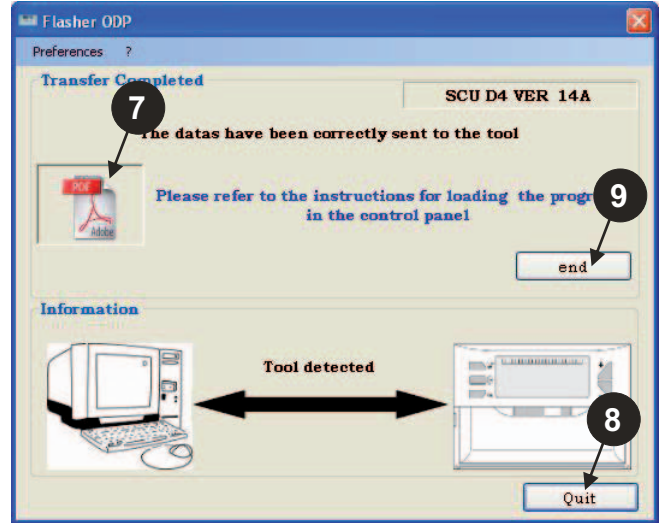 Flasher ODP
Preferences ?
Transfer Completed
SCU D4 VER 14A
7
The datas have been correctly sent to the tool
PDF
Adobe
Please refer to the instructions for loading the progr
in the control panel
9
end
Information
Tool detected
8
Quit